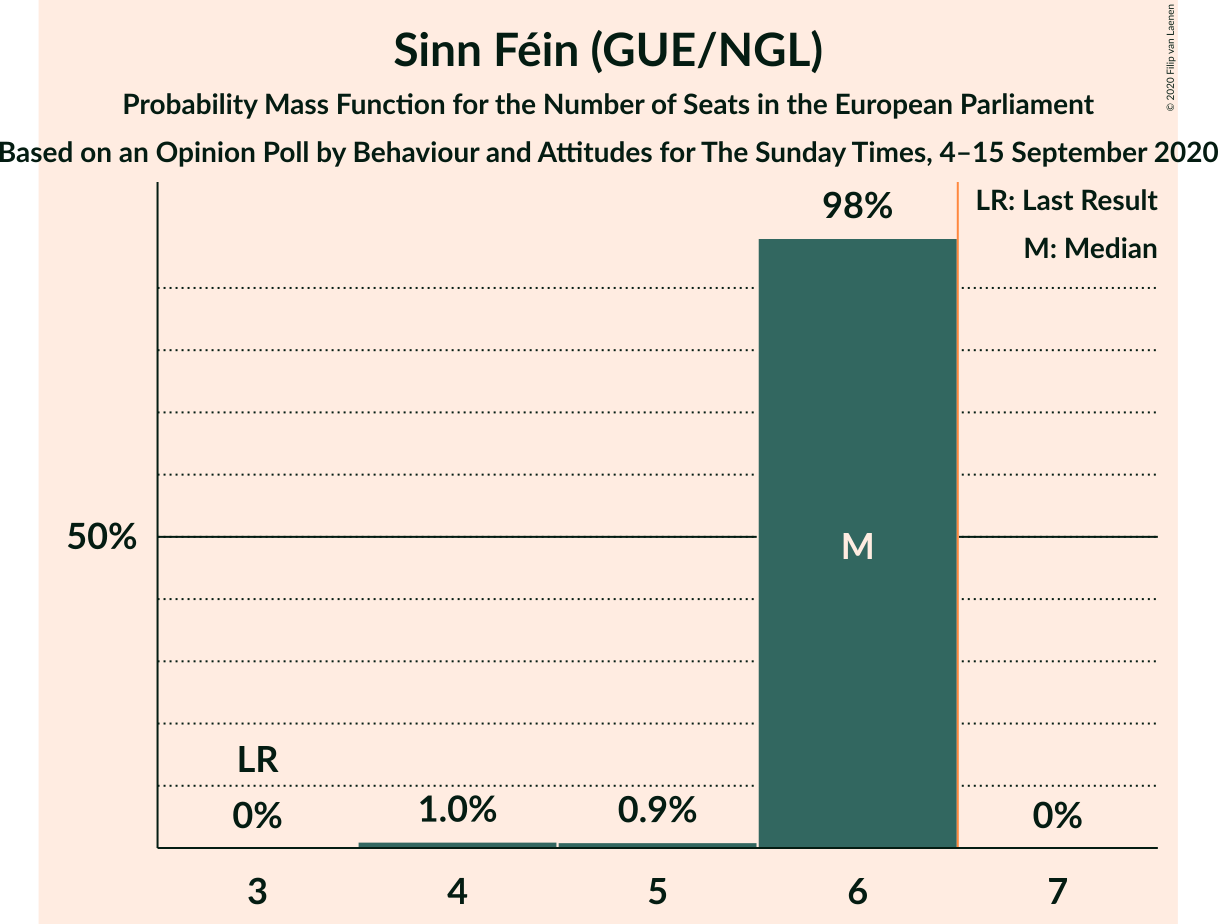 Sinn Féin (GUE/NGL)
Probability Mass Function for the Number of Seats in the European Parliament
Based on an Opinion Poll by Behaviour and Attitudes for The Sunday Times, 4–15 September 2020
© 2020 Filip van Laenen
LR: Last Result
M: Median
98%
50%
M
LR
0%
1.0%
0.9%
0%
3
4
5
6
7